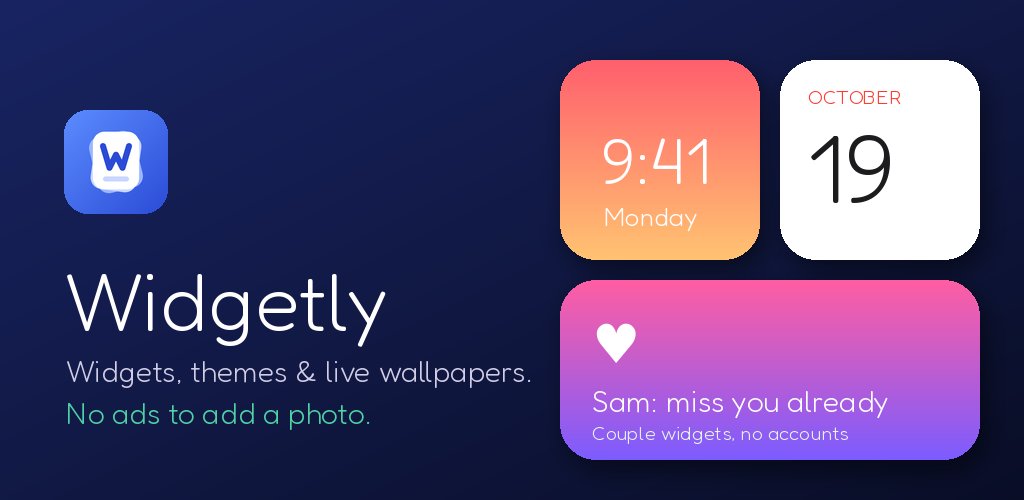 W
Widgetly
Widgets, themes & live wallpapers.
No ads to add a photo.
9:41
Monday
OCTOBER
19
Sam: miss you already
Couple widgets, no accounts